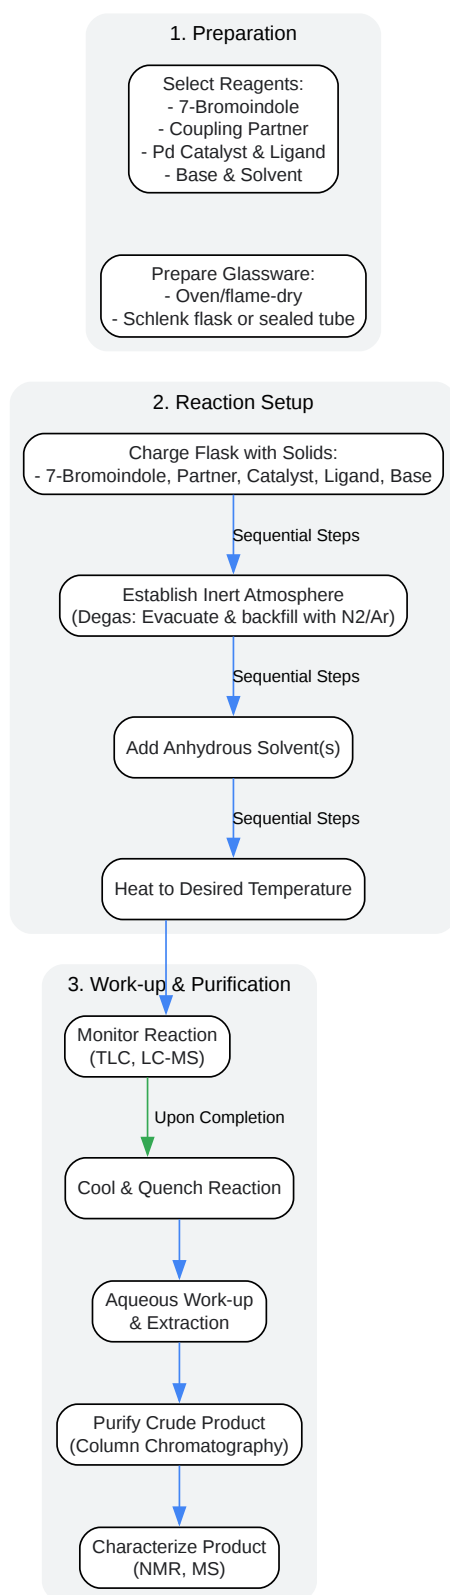 1. Preparation
Select Reagents:
- 7-Bromoindole
- Coupling Partner
- Pd Catalyst & Ligand
- Base & Solvent
Prepare Glassware:
- Oven/flame-dry
- Schlenk flask or sealed tube
2. Reaction Setup
Charge Flask with Solids:
- 7-Bromoindole, Partner, Catalyst, Ligand, Base
Sequential Steps
Establish Inert Atmosphere
(Degas: Evacuate & backfill with N2/Ar)
Sequential Steps
Add Anhydrous Solvent(s)
Sequential Steps
Heat to Desired Temperature
3. Work-up & Purification
Monitor Reaction
(TLC, LC-MS)
Upon Completion
Cool & Quench Reaction
Aqueous Work-up
& Extraction
Purify Crude Product
(Column Chromatography)
Characterize Product
(NMR, MS)